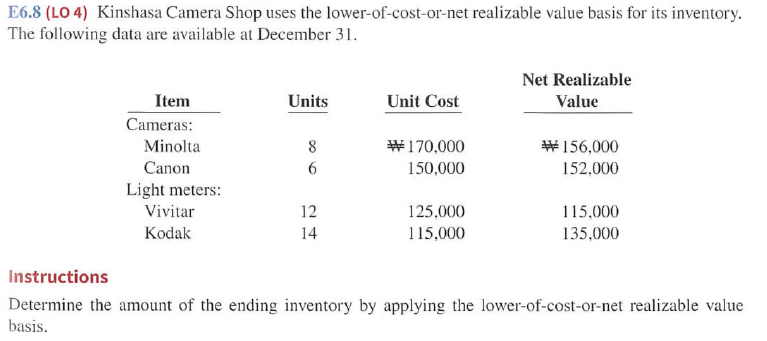 E6.8 (LO 4) Kinshasa Camera Shop uses the lower-of-cost-or-net realizable value basis for its inventory.
The following data are available at December 31.
Net Realizable
Item Units Unit Cost Value
Cameras:
Minolta 8 ₩170,000 ₩156,000
Canon 6 150,000 152,000
Light meters:
Vivitar 12 125,000 115,000
Kodak 14 115,000 135,000
Instructions
Determine the amount of the ending inventory by applying the lower-of-cost-or-net realizable value
basis.